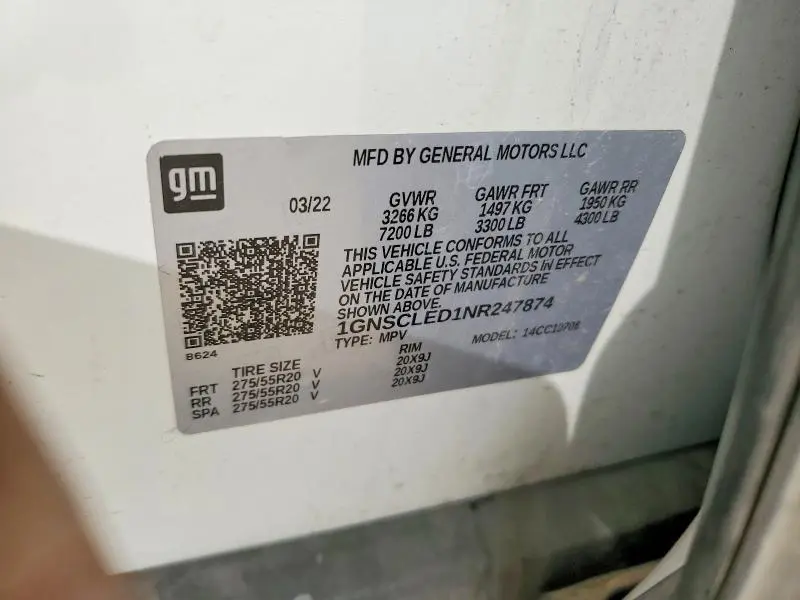 gm
MFD BY GENERAL MOTORS LLC
03/22
GVWR GAWR FRT GAWR RR
3266 KG 1497 KG 1950 KG
7200 LB 3300 LB 4300 LB
THIS VEHICLE CONFORMS TO ALL
APPLICABLE U.S. FEDERAL MOTOR
VEHICLE SAFETY STANDARDS IN EFFECT
ON THE DATE OF MANUFACTURE
SHOWN ABOVE.
1GNSCLED1NR247874
TYPE: MPV MODEL: 14CC10706
B624
TIRE SIZE RIM
FRT 275/55R20 V 20X9J
RR 275/55R20 V 20X9J
SPA 275/55R20 V 20X9J